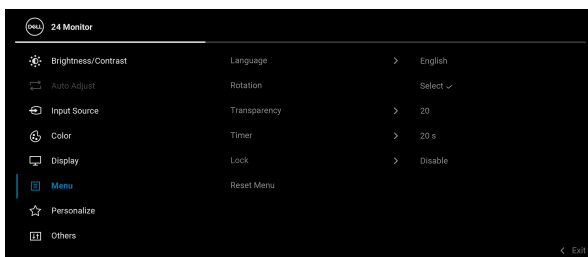 DELL 24 Monitor
Brightness/Contrast Language > English
Auto Adjust Rotation Select ✓
Input Source Transparency > 20
Color Timer > 20 s
Display Lock > Disable
Menu Reset Menu
Personalize
Others
< Exit